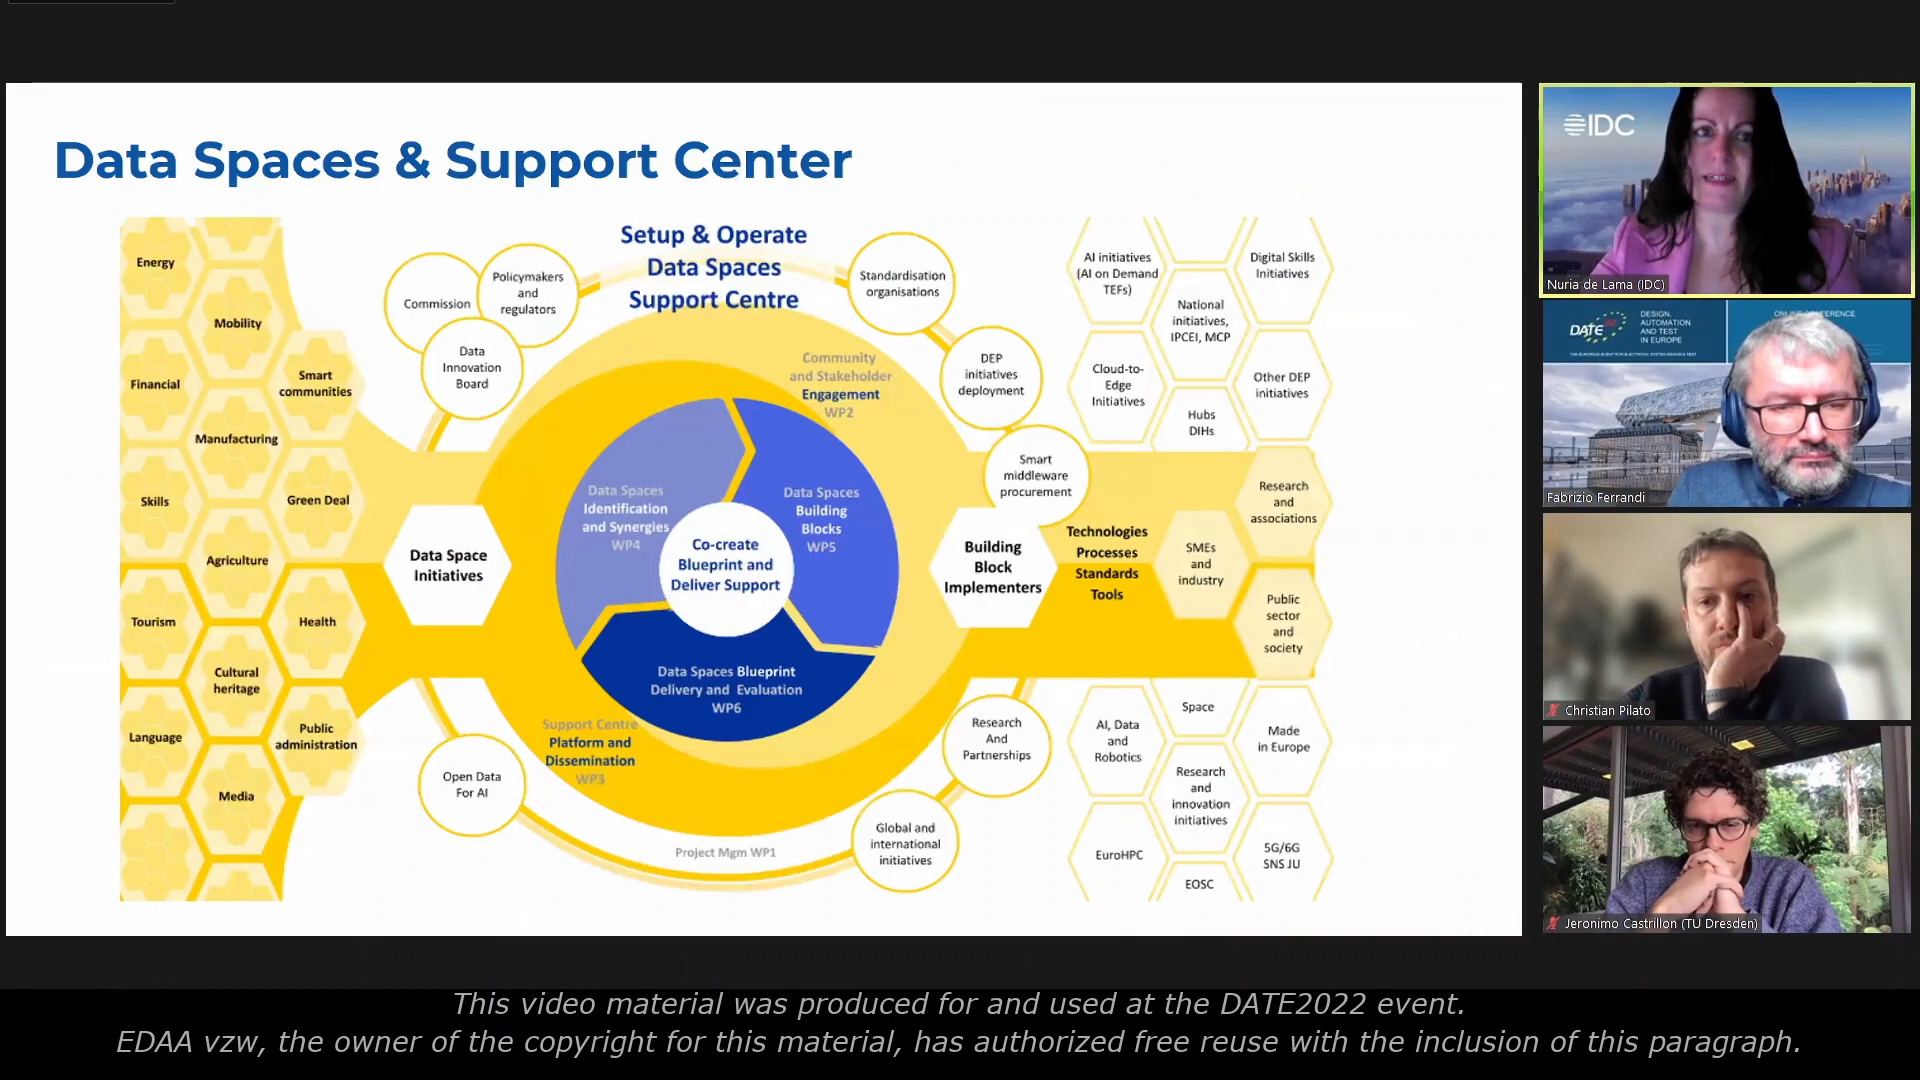 Data Spaces & Support Center
Setup & Operate
Data Spaces
Support Centre
Energy
Mobility
Financial
Smart
communities
Manufacturing
Skills
Green Deal
Agriculture
Tourism
Health
Cultural
heritage
Language
Public
administration
Media
Commission
Policymakers
and
regulators
Data
Innovation
Board
Data Space
Initiatives
Open Data
For AI
Community
and Stakeholder
Engagement
WP2
Data Spaces
Identification
and Synergies
WP4
Data Spaces
Building
Blocks
WP5
Co-create
Blueprint and
Deliver Support
Data Spaces Blueprint
Delivery and Evaluation
WP6
Support Centre
Platform and
Dissemination
WP3
Project Mgm WP1
Standardisation
organisations
DEP
initiatives
deployment
Smart
middleware
procurement
Building
Block
Implementers
Research
And
Partnerships
Global and
international
initiatives
Technologies
Processes
Standards
Tools
AI initiatives
(AI on Demand
TEFs)
National
initiatives,
IPCEI, MCP
Digital Skills
Initiatives
Cloud-to-
Edge
Initiatives
Hubs
DIHs
Other DEP
initiatives
Research
and
associations
SMEs
and
industry
Public
sector
and
society
AI, Data
and
Robotics
Space
Made
in Europe
Research
and
innovation
initiatives
EuroHPC
EOSC
5G/6G
SNS JU
IDC
Nuria de Lama (IDC)
DATE
DESIGN,
AUTOMATION
AND TEST
IN EUROPE
Fabrizio Ferrandi
Christian Pilato
Jeronimo Castrillon (TU Dresden)
This video material was produced for and used at the DATE2022 event.
EDAA vzw, the owner of the copyright for this material, has authorized free reuse with the inclusion of this paragraph.